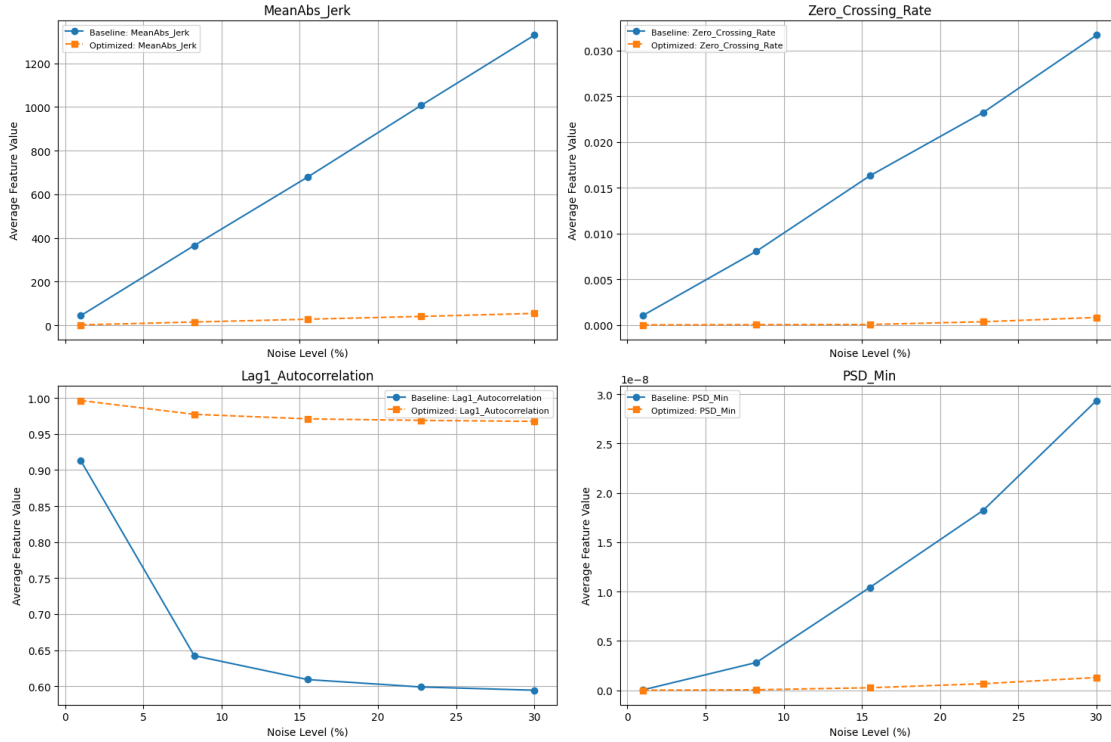 MeanAbs_Jerk
Baseline: MeanAbs_Jerk
Optimized: MeanAbs_Jerk
Average Feature Value
1200
1000
800
600
400
200
0
Noise Level (%)
Zero_Crossing_Rate
Baseline: Zero_Crossing_Rate
Optimized: Zero_Crossing_Rate
Average Feature Value
0.030
0.025
0.020
0.015
0.010
0.005
0.000
Noise Level (%)
Lag1_Autocorrelation
Baseline: Lag1_Autocorrelation
Optimized: Lag1_Autocorrelation
Average Feature Value
1.00
0.95
0.90
0.85
0.80
0.75
0.70
0.65
0.60
0 5 10 15 20 25 30
Noise Level (%)
PSD_Min
1e-8
Baseline: PSD_Min
Optimized: PSD_Min
Average Feature Value
3.0
2.5
2.0
1.5
1.0
0.5
0.0
0 5 10 15 20 25 30
Noise Level (%)